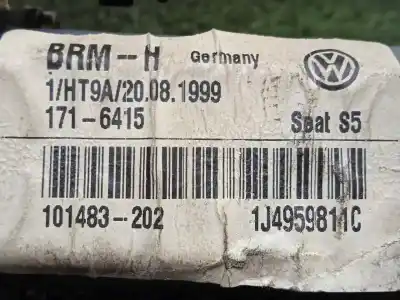 BRM--H Germany
1/HT9A/20.08.1999
171-6415 Seat S5
101483-202 1J4959811C